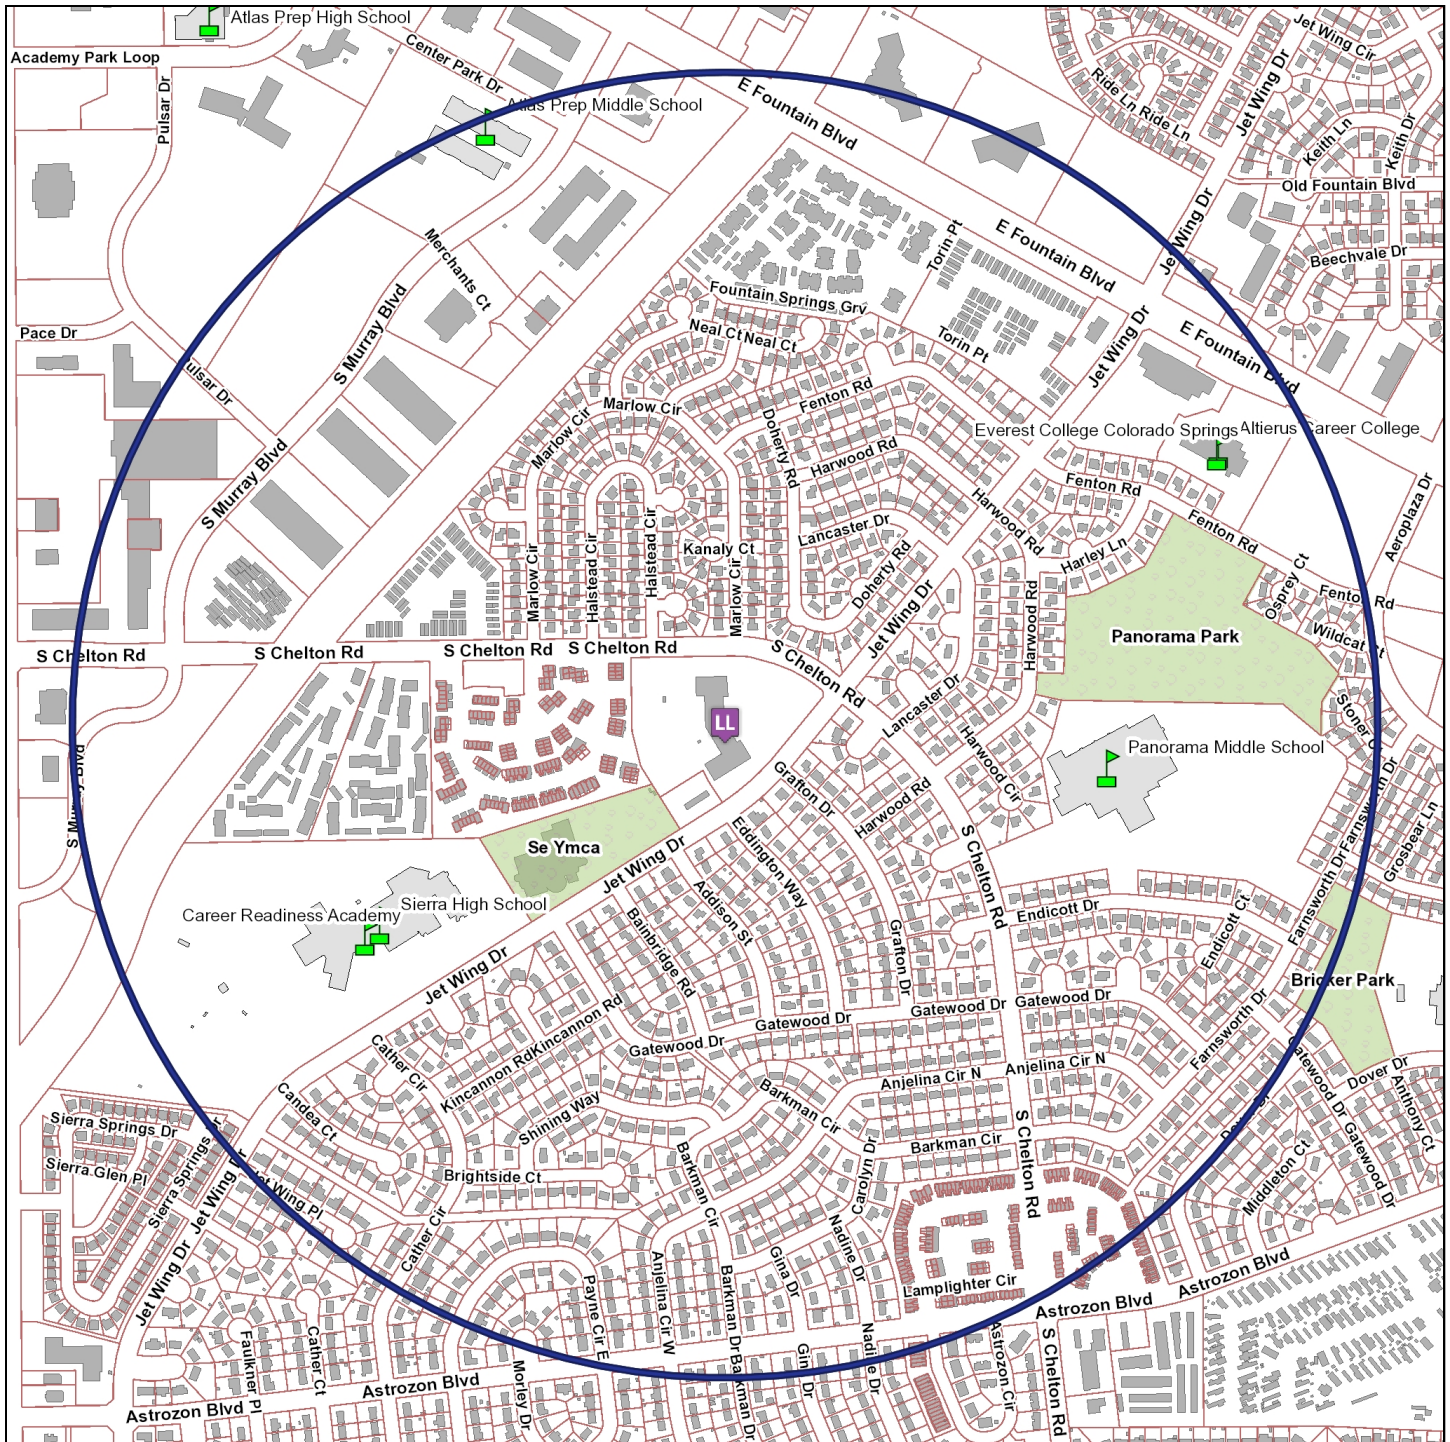 Atlas Prep High School
Academy Park Loop
Center Park Dr
Jet Wing Cir
Pulsar Dr
Atlas Prep Middle School
E Fountain Blvd
Ride Ln
Ride Ln
Jet Wing Dr
Keith Ln
Keith Dr
Old Fountain Blvd
Merchants Ct
Torin Pt
E Fountain Blvd
Jet Wing Dr
Beechvale Dr
Fountain Springs Grv
Pace Dr
S Murray Blvd
Neal Ct
Neal Ct
Torin Pt
Jet Wing Dr
E Fountain Blvd
ulsar Dr
Marlow Cir
Marlow Cir
Fenton Rd
Doherty Rd
Harwood Rd
Everest College Colorado Springs
Altierus Career College
S Murray Blvd
Fenton Rd
Harwood Rd
Lancaster Dr
Fenton Rd
Aeroplaza Dr
Marlow Cir
Halstead Cir
Halstead Cir
Kanaly Ct
Marlow Cir
Doherty Rd
Harley Ln
Osprey Ct
Fenton Rd
Jet Wing Dr
Harwood Rd
Panorama Park
Wildcat Ct
S Chelton Rd
S Chelton Rd
S Chelton Rd
S Chelton Rd
S Chelton Rd
Lancaster Dr
Stoner Ct
LL
Harwood Cir
Panorama Middle School
S Murray Blvd
Grafton Dr
Harwood Rd
Farnsworth Dr
Grosbear Ln
Se Ymca
Jet Wing Dr
Eddington Way
S Chelton Rd
Farnsworth Dr
Sierra High School
Career Readiness Academy
Addison St
Bainbridge Rd
Grafton Dr
Endicott Dr
Endicott Ct
Jet Wing Dr
Bricker Park
Kincannon Rd
Kincannon Rd
Gatewood Dr
Gatewood Dr
Gatewood Dr
Gatewood Dr
Farnsworth Dr
Cather Cir
Anjelina Cir N
Anjelina Cir N
Gatewood Dr
Dover Dr
Candea Ct
Shining Way
Barkman Cir
Anthony Ct
Sierra Springs Dr
Sierra Glen Pl
Sierra Springs Dr
Jet Wing Dr
Jet Wing Pl
Brightside Ct
Barkman Cir
Carolyn Dr
Barkman Cir
S Chelton Rd
Middleton Ct
Gatewood Dr
Cather Cir
Jet Wing Dr
Nadine Dr
Gina Dr
Anjelina Cir W
Barkman Dr
Payne Cir E
Lamplighter Cir
Astrozon Blvd
Astrozon Blvd
Faulkner Pl
Cather Ct
Astrozon Blvd
Astrozon Blvd
Morley Dr
Barkman Dr
Gina Dr
Nadine Dr
Astrozon Cir
S Chelton Rd